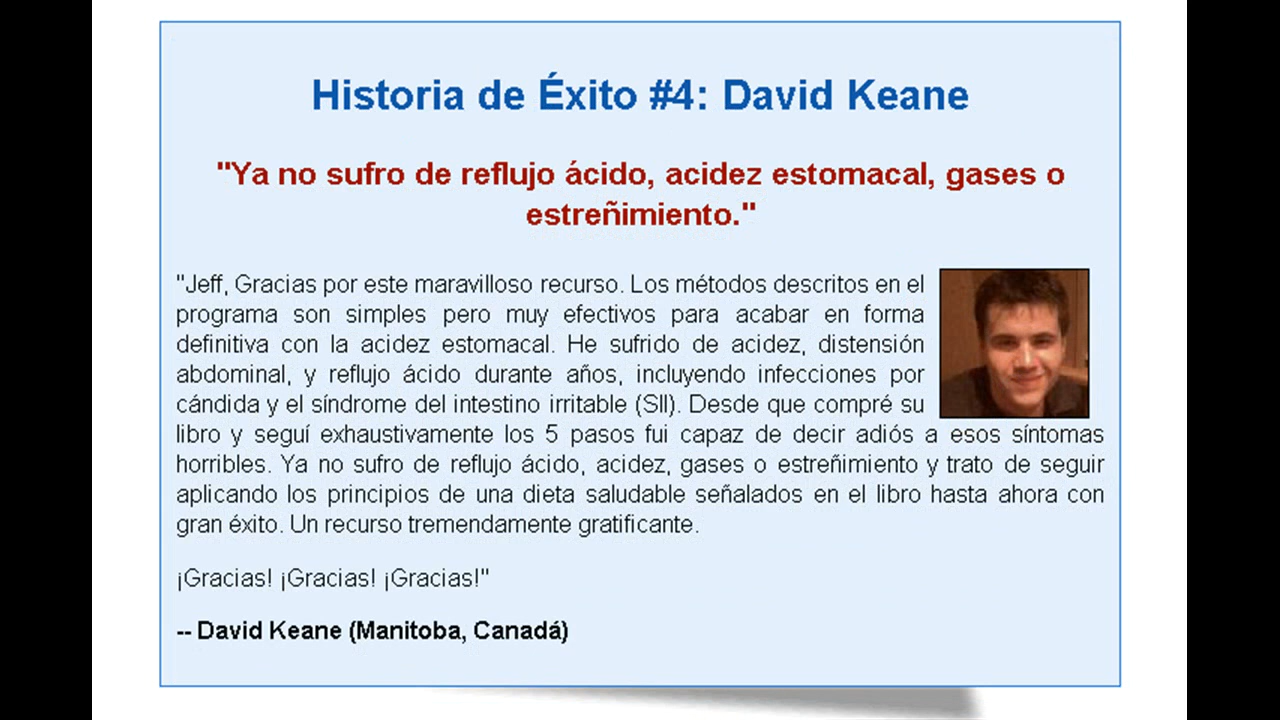 Historia de Éxito #4: David Keane
"Ya no sufro de reflujo ácido, acidez estomacal, gases o
estreñimiento."
"Jeff, Gracias por este maravilloso recurso. Los métodos descritos en el
programa son simples pero muy efectivos para acabar en forma
definitiva con la acidez estomacal. He sufrido de acidez, distensión
abdominal, y reflujo ácido durante años, incluyendo infecciones por
cándida y el síndrome del intestino irritable (SII). Desde que compré su
libro y seguí exhaustivamente los 5 pasos fui capaz de decir adiós a esos síntomas
horribles. Ya no sufro de reflujo ácido, acidez, gases o estreñimiento y trato de seguir
aplicando los principios de una dieta saludable señalados en el libro hasta ahora con
gran éxito. Un recurso tremendamente gratificante.
¡Gracias! ¡Gracias! ¡Gracias!"
-- David Keane (Manitoba, Canadá)